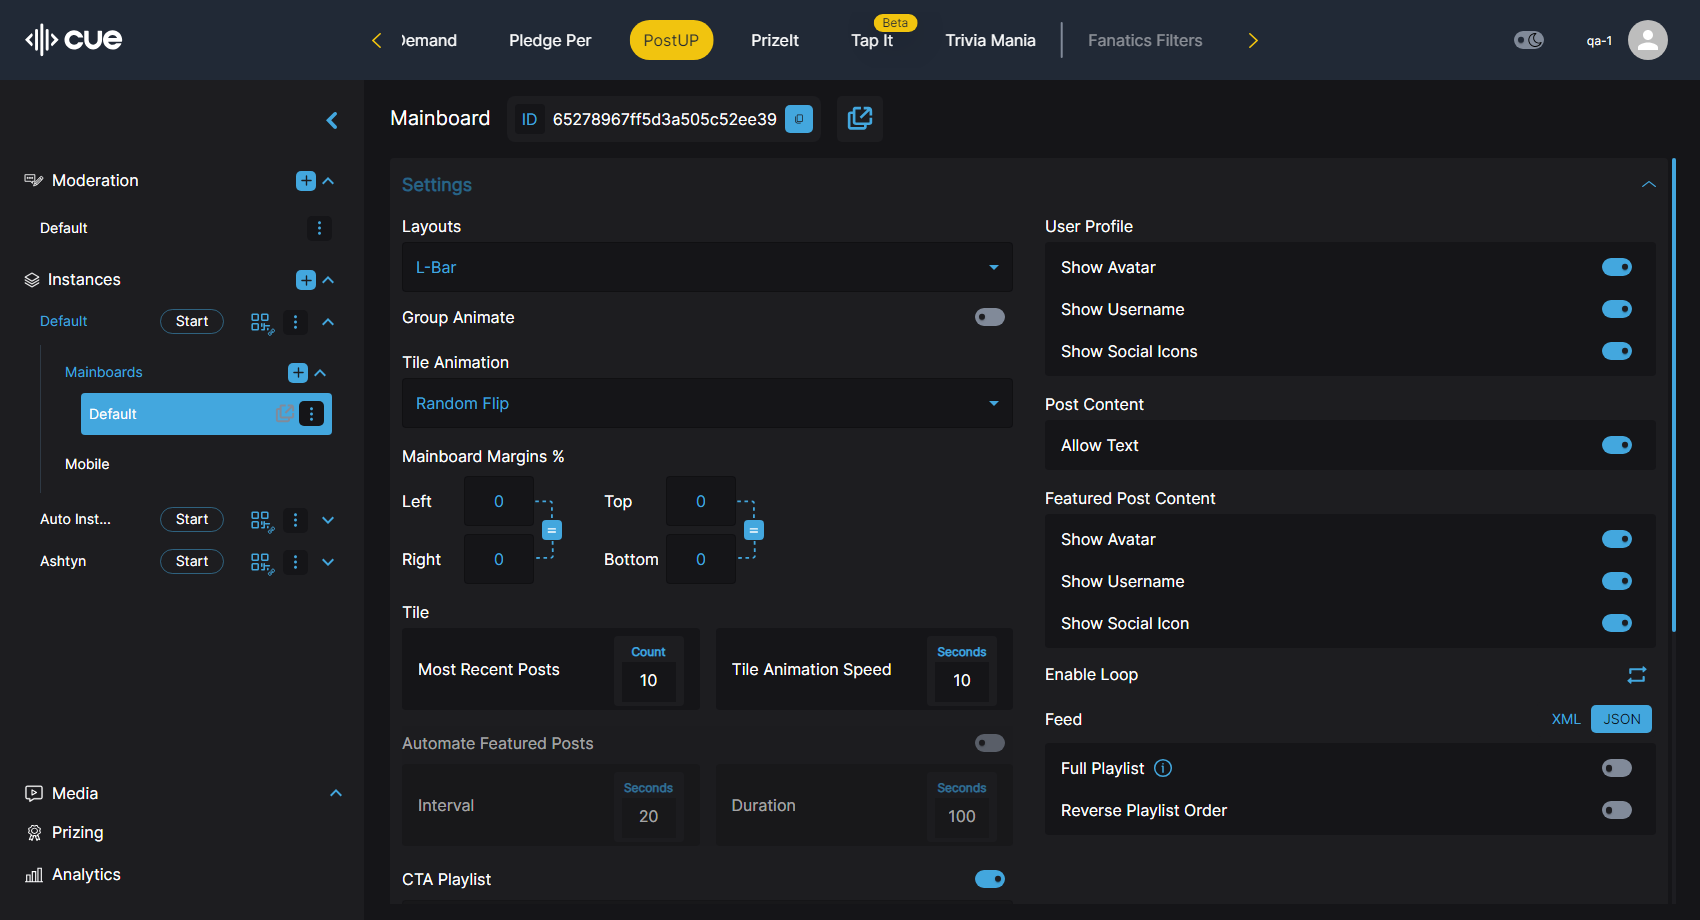 cue
Demand
Pledge Per
PostUP
PrizeIt
Beta
Tap It
Trivia Mania
Fanatics Filters
qa-1
Moderation
Default
Instances
Default
Start
Mainboards
Default
Mobile
Auto Inst...
Start
Ashtyn
Start
Media
Prizing
Analytics
Mainboard
ID 65278967ff5d3a505c52ee39
Settings
Layouts
L-Bar
Group Animate
Tile Animation
Random Flip
Mainboard Margins %
Left 0
Top 0
Right 0
Bottom 0
Tile
Most Recent Posts
Count
10
Tile Animation Speed
Seconds
10
Automate Featured Posts
Interval
Seconds
20
Duration
Seconds
100
CTA Playlist
User Profile
Show Avatar
Show Username
Show Social Icons
Post Content
Allow Text
Featured Post Content
Show Avatar
Show Username
Show Social Icon
Enable Loop
Feed
XML
JSON
Full Playlist
Reverse Playlist Order